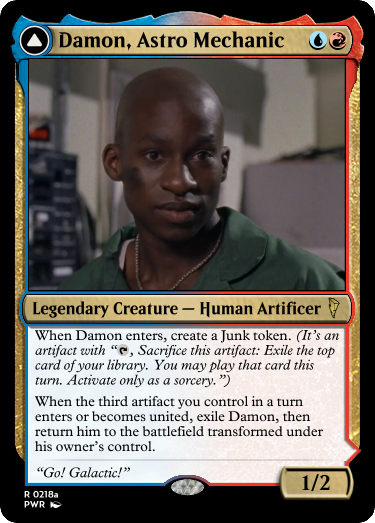 Damon, Astro Mechanic
Legendary Creature — Human Artificer
When Damon enters, create a Junk token. (It's an
artifact with “, Sacrifice this artifact: Exile the top
card of your library. You may play that card this
turn. Activate only as a sorcery.”)
When the third artifact you control in a turn
enters or becomes united, exile Damon, then
return him to the battlefield transformed under
his owner's control.
“Go! Galactic!”
1/2
R 0218a
PWR